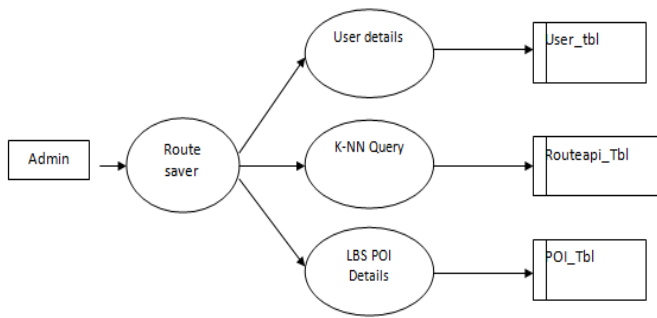 User details
User_tbl
Admin
Route
saver
K-NN Query
Routeapi_Tbl
LBS POI
Details
POI_Tbl